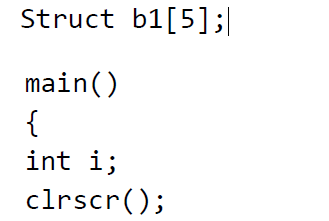 Struct b1[5];
main()
{
int i;
clrscr();